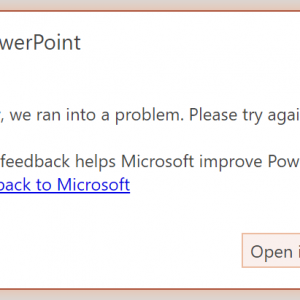 werPoint
, we ran into a problem. Please try agai
feedback helps Microsoft improve Pow
back to Microsoft
Open i